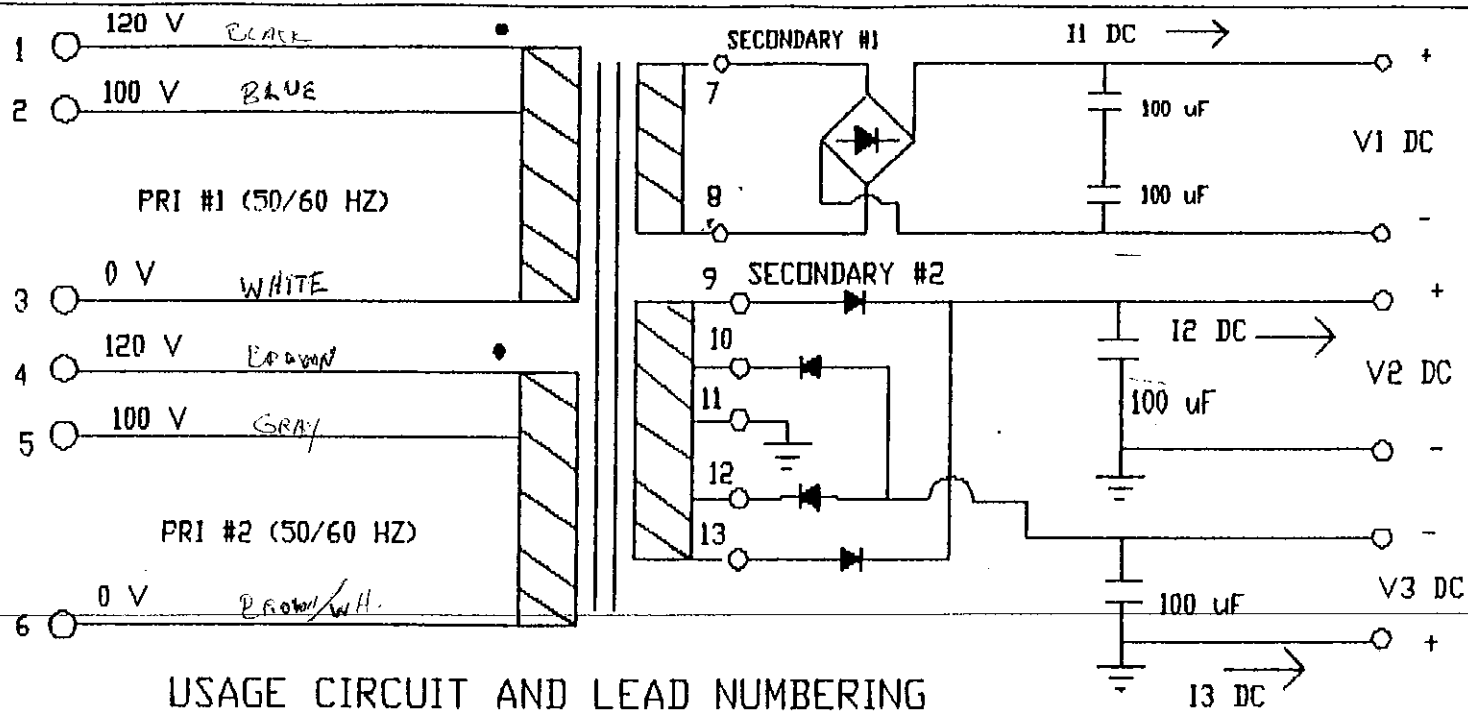 1 120 V BLACK
2 100 V BLUE
PRI #1 (50/60 HZ)
3 0 V WHITE
4 120 V BROWN
5 100 V GRAY
PRI #2 (50/60 HZ)
6 0 V BROWN/WH.
SECONDARY #1
7
8
I1 DC
+
100 uF
V1 DC
100 uF
-
9 SECONDARY #2
10
11
12
13
+
I2 DC
V2 DC
100 uF
-
-
V3 DC
100 uF
+
I3 DC
USAGE CIRCUIT AND LEAD NUMBERING